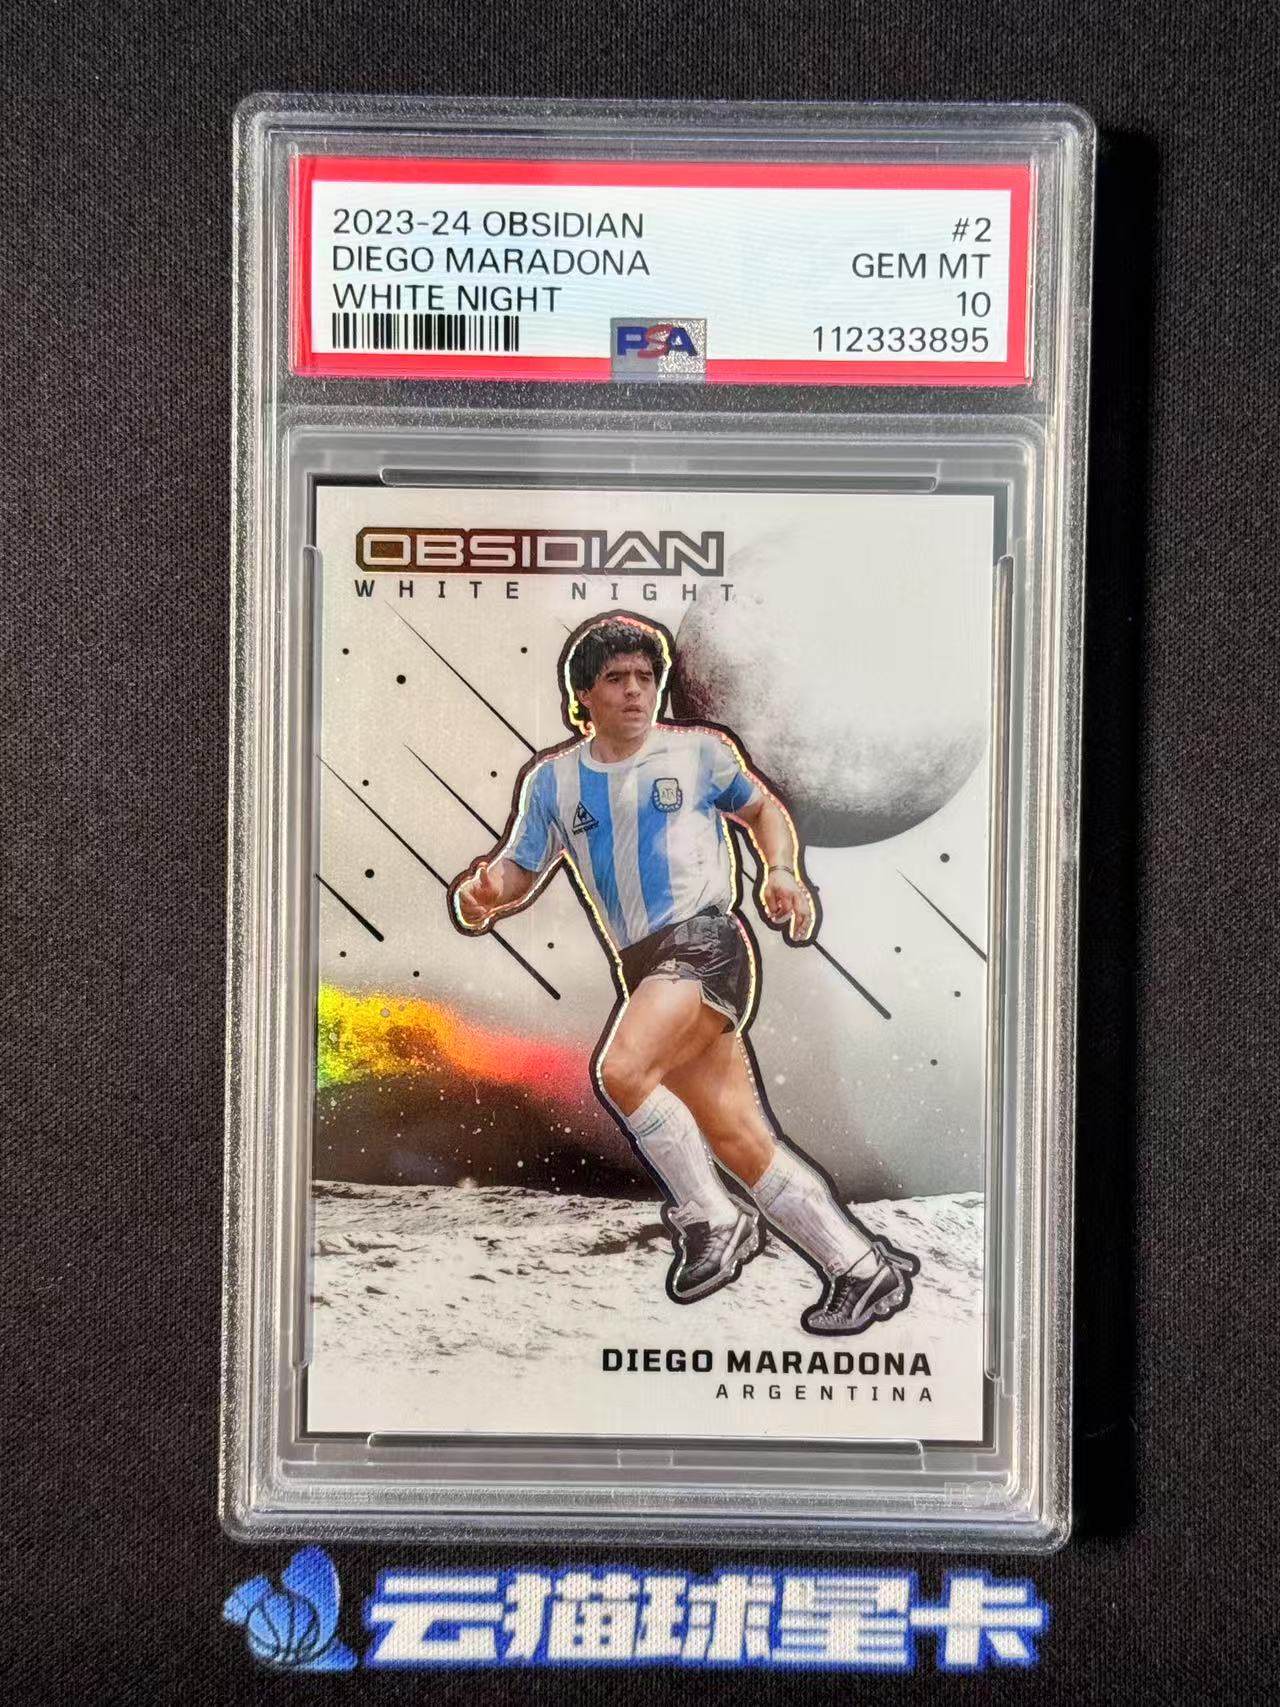 2023-24 OBSIDIAN #2
DIEGO MARADONA GEM MT
WHITE NIGHT 10
PSA 112333895
OBSIDIAN
WHITE NIGHT
DIEGO MARADONA
ARGENTINA
云猫球星卡